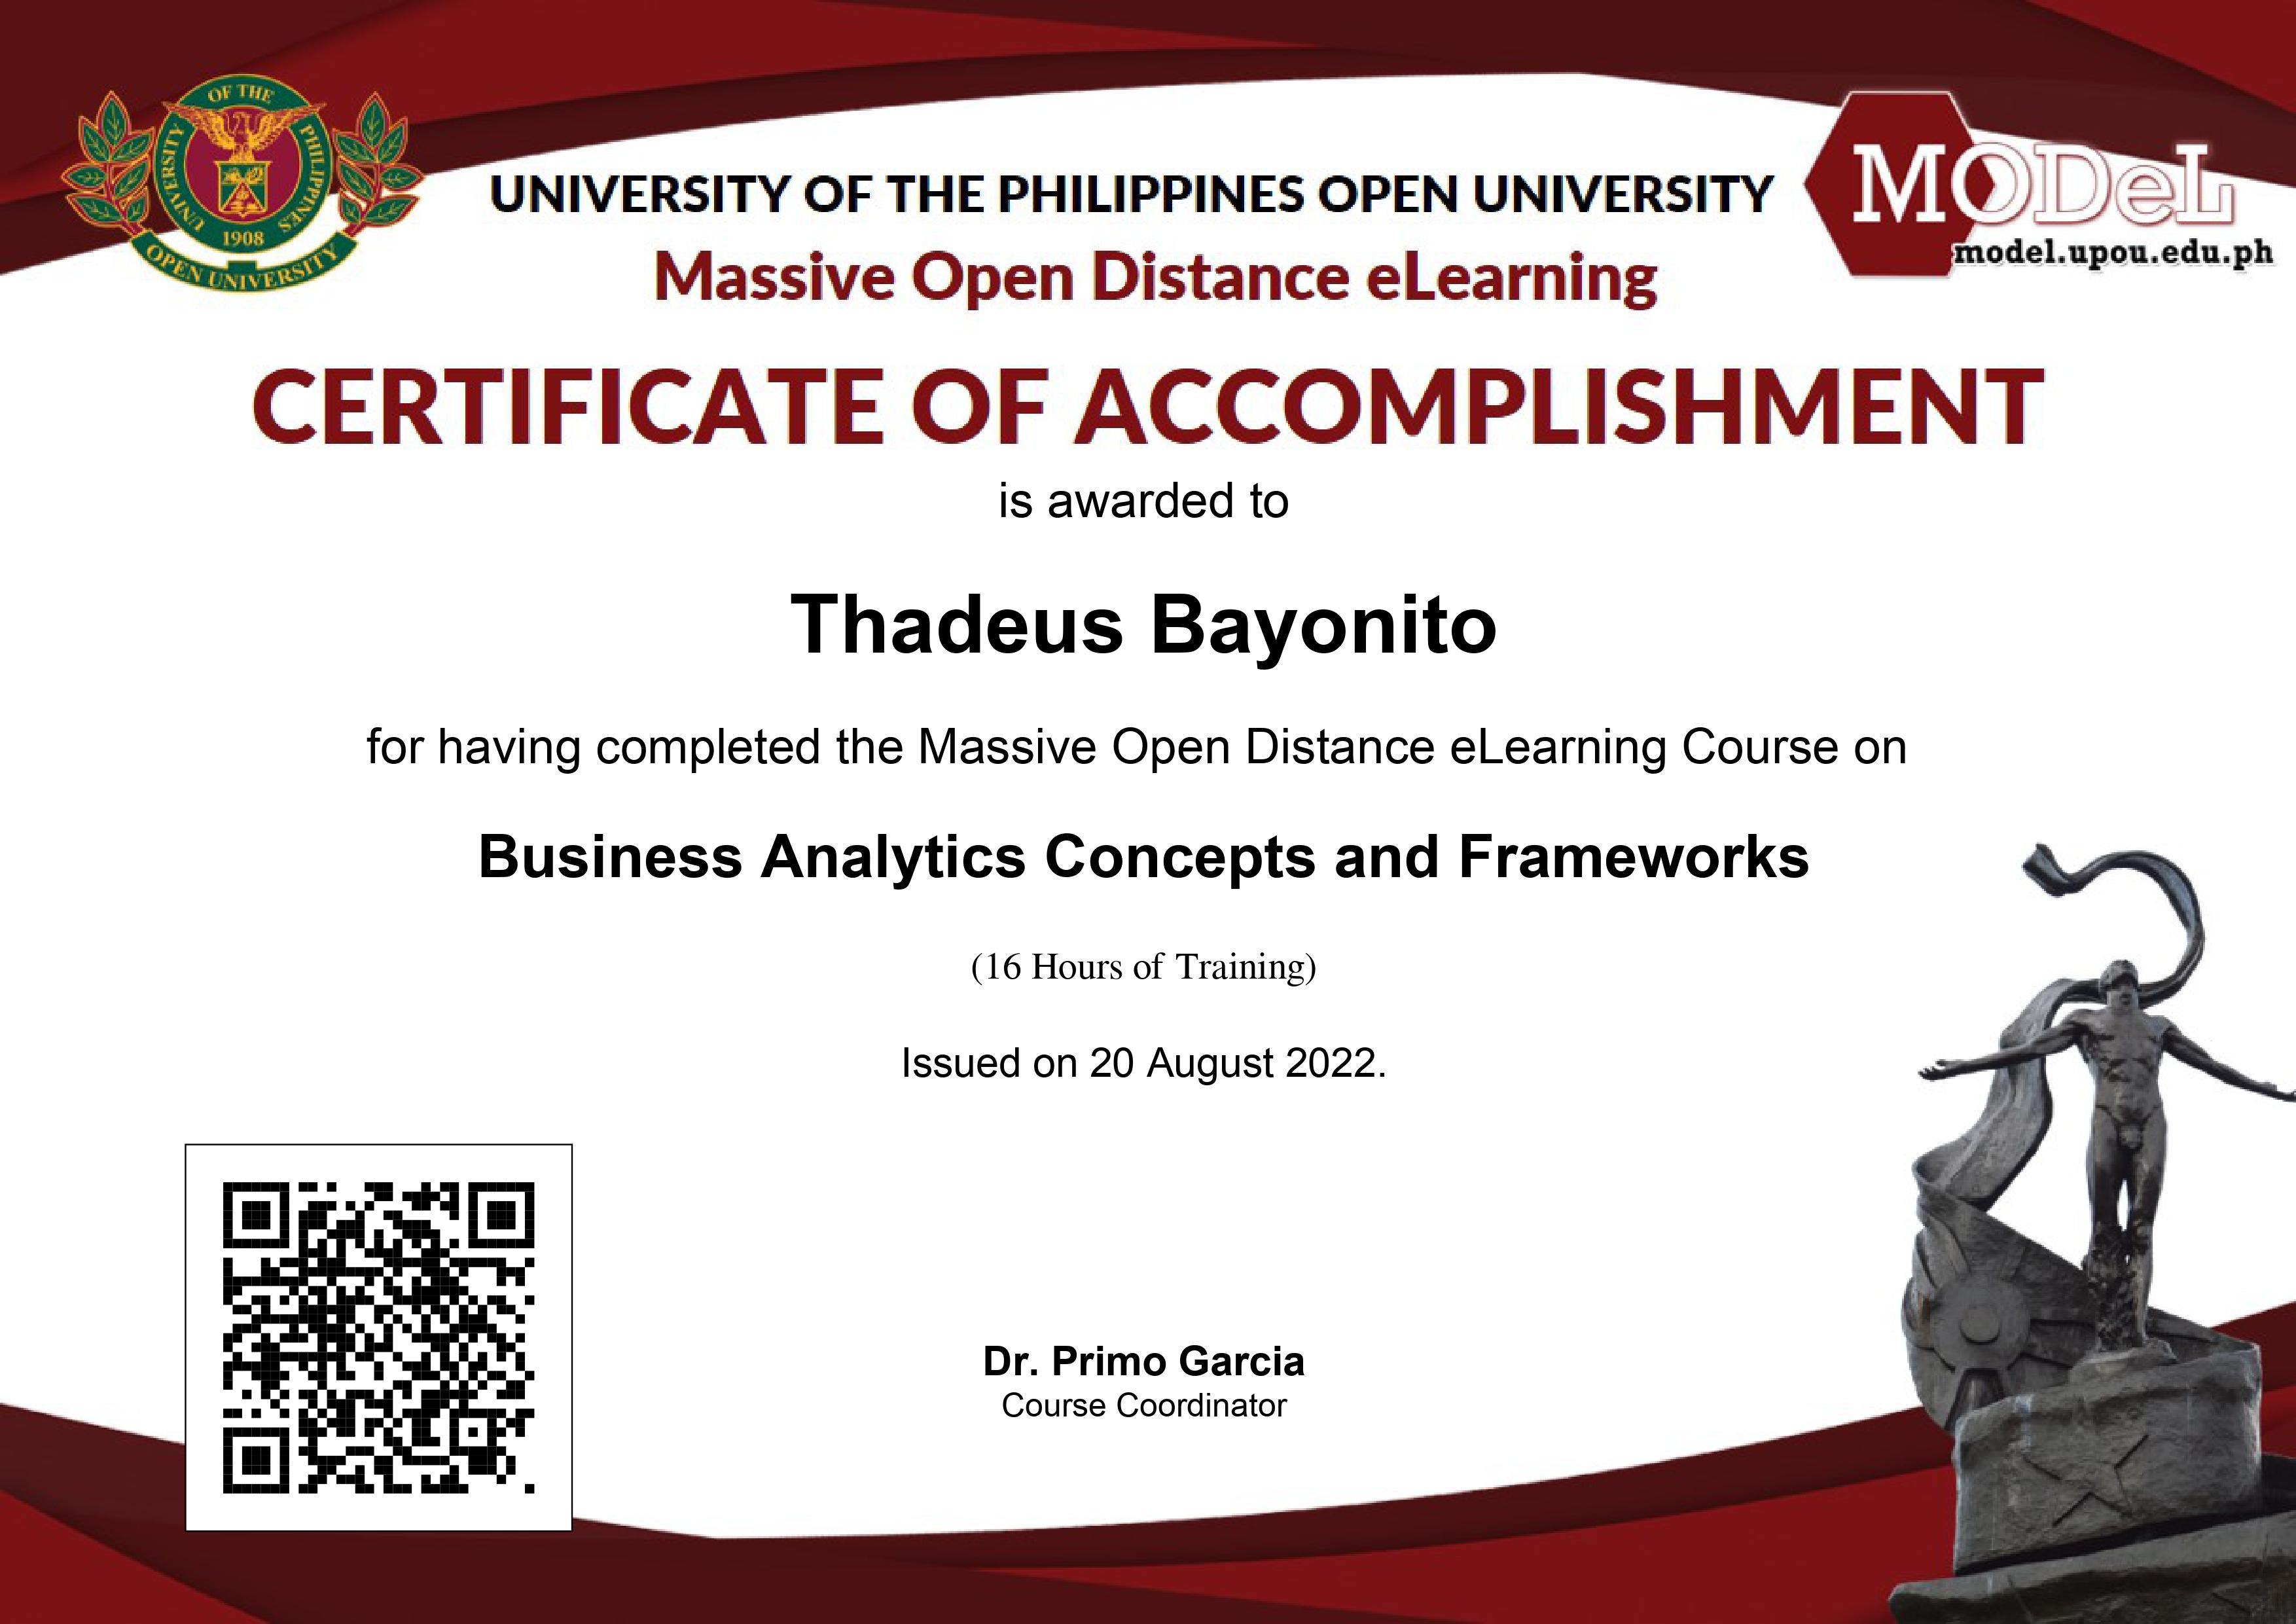 UNIVERSITY OF THE PHILIPPINES
1908
OPEN UNIVERSITY
UNIVERSITY OF THE PHILIPPINES OPEN UNIVERSITY
Massive Open Distance eLearning
MODeL
model.upou.edu.ph
CERTIFICATE OF ACCOMPLISHMENT
is awarded to
Thadeus Bayonito
for having completed the Massive Open Distance eLearning Course on
Business Analytics Concepts and Frameworks
(16 Hours of Training)
Issued on 20 August 2022.
Dr. Primo Garcia
Course Coordinator